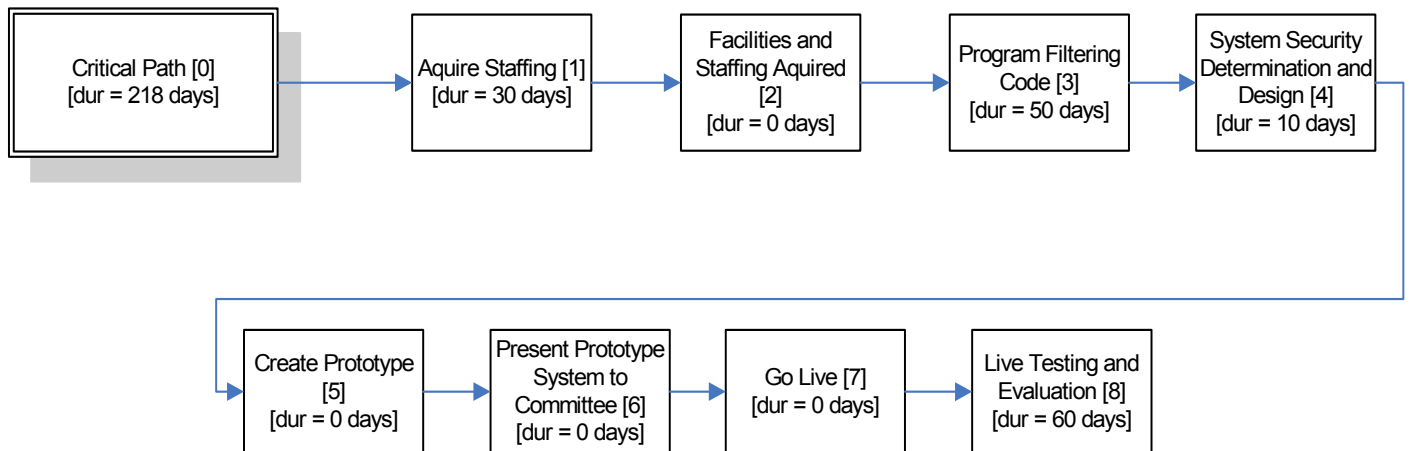 Critical Path [0]
[dur = 218 days]
Aquire Staffing [1]
[dur = 30 days]
Facilities and
Staffing Aquired
[2]
[dur = 0 days]
Program Filtering
Code [3]
[dur = 50 days]
System Security
Determination and
Design [4]
[dur = 10 days]
Create Prototype
[5]
[dur = 0 days]
Present Prototype
System to
Committee [6]
[dur = 0 days]
Go Live [7]
[dur = 0 days]
Live Testing and
Evaluation [8]
[dur = 60 days]